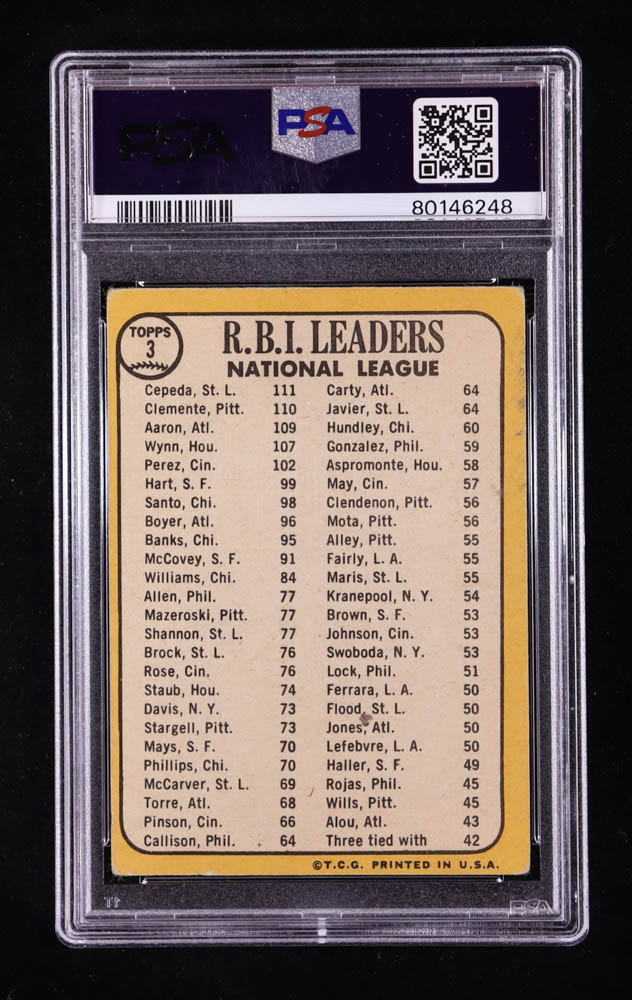 PSA
PSA
80146248
TOPPS
3
R.B.I. LEADERS
NATIONAL LEAGUE
Cepeda, St. L. 111
Clemente, Pitt. 110
Aaron, Atl. 109
Wynn, Hou. 107
Perez, Cin. 102
Hart, S. F. 99
Santo, Chi. 98
Boyer, Atl. 96
Banks, Chi. 95
McCovey, S. F. 91
Williams, Chi. 84
Allen, Phil. 77
Mazeroski, Pitt. 77
Shannon, St. L. 77
Brock, St. L. 76
Rose, Cin. 76
Staub, Hou. 74
Davis, N. Y. 73
Stargell, Pitt. 73
Mays, S. F. 70
Phillips, Chi. 70
McCarver, St. L. 69
Torre, Atl. 68
Pinson, Cin. 66
Callison, Phil. 64
Carty, Atl. 64
Javier, St. L. 64
Hundley, Chi. 60
Gonzalez, Phil. 59
Aspromonte, Hou. 58
May, Cin. 57
Clendenon, Pitt. 56
Mota, Pitt. 56
Alley, Pitt. 55
Fairly, L. A. 55
Maris, St. L. 55
Kranepool, N. Y. 54
Brown, S. F. 53
Johnson, Cin. 53
Swoboda, N. Y. 53
Lock, Phil. 51
Ferrara, L. A. 50
Flood, St. L. 50
Jones, Atl. 50
Lefebvre, L. A. 50
Haller, S. F. 49
Rojas, Phil. 45
Wills, Pitt. 45
Alou, Atl. 43
Three tied with 42
©T.C.G. PRINTED IN U.S.A.
PSA